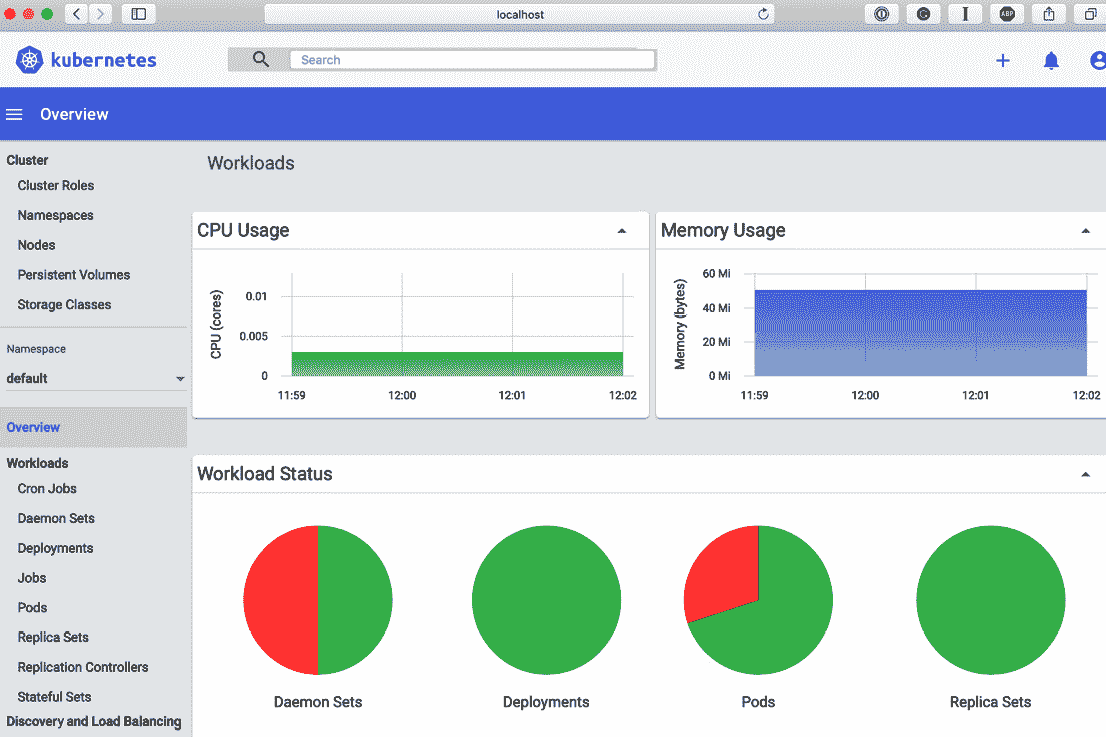 localhost
ABP
kubernetes
Search
Overview
Cluster
Cluster Roles
Namespaces
Nodes
Persistent Volumes
Storage Classes
Namespace
default
Overview
Workloads
Cron Jobs
Daemon Sets
Deployments
Jobs
Pods
Replica Sets
Replication Controllers
Stateful Sets
Discovery and Load Balancing
Workloads
CPU Usage
CPU (cores)
0.01
0.005
0
11:59 12:00 12:01 12:02
Memory Usage
Memory (bytes)
60 Mi
40 Mi
20 Mi
0 Mi
11:59 12:00 12:01 12:02
Workload Status
Daemon Sets Deployments Pods Replica Sets